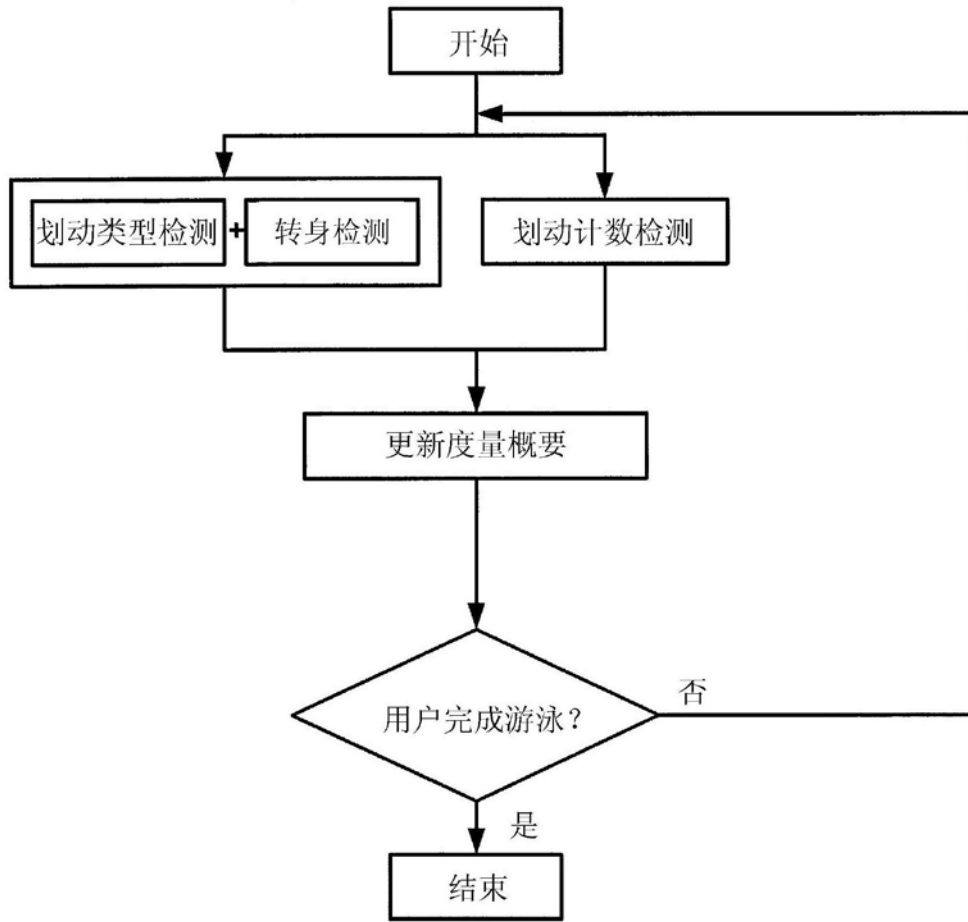 开始
划动类型检测
+
转身检测
划动计数检测
更新度量概要
用户完成游泳?
否
是
结束